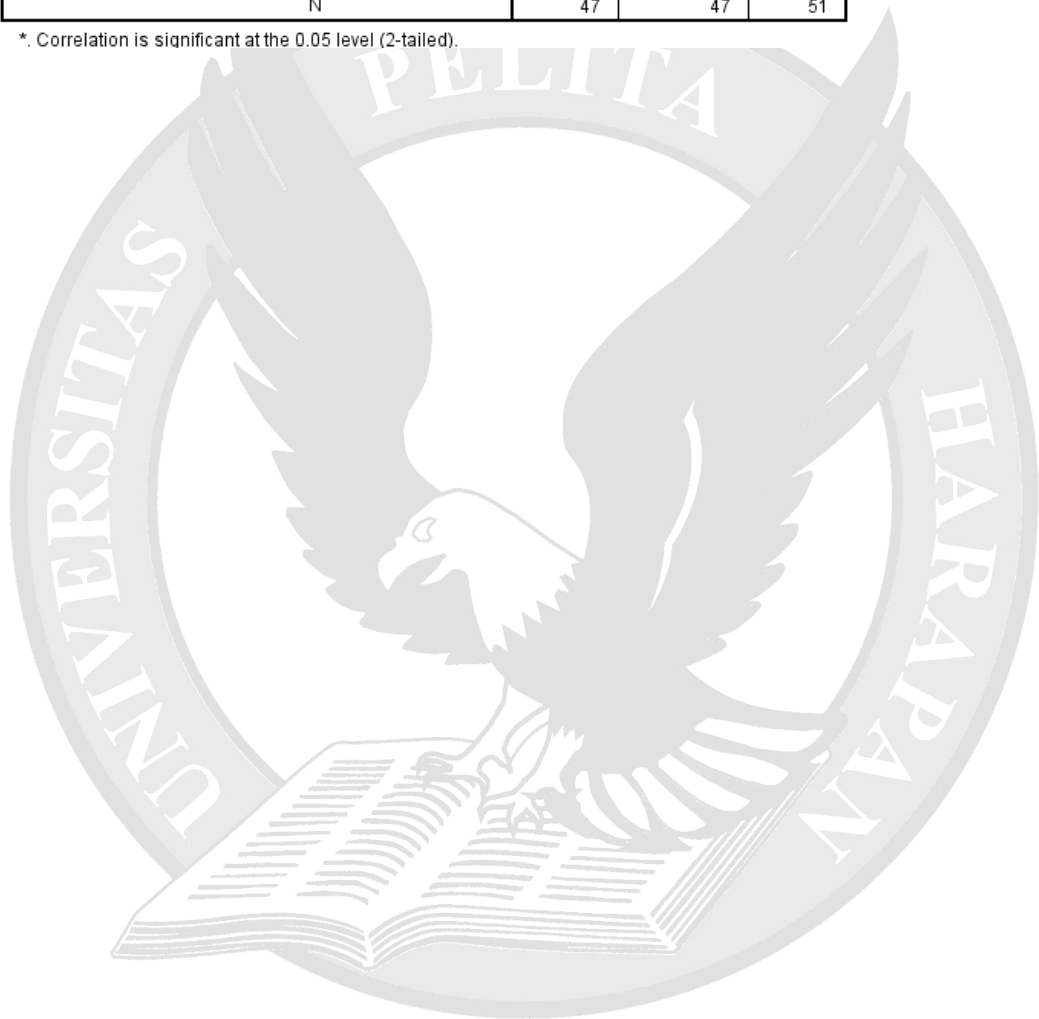 N 47 47 51
*. Correlation is significant at the 0.05 level (2-tailed).
PELITA
UNIVERSITAS
HARAPAN